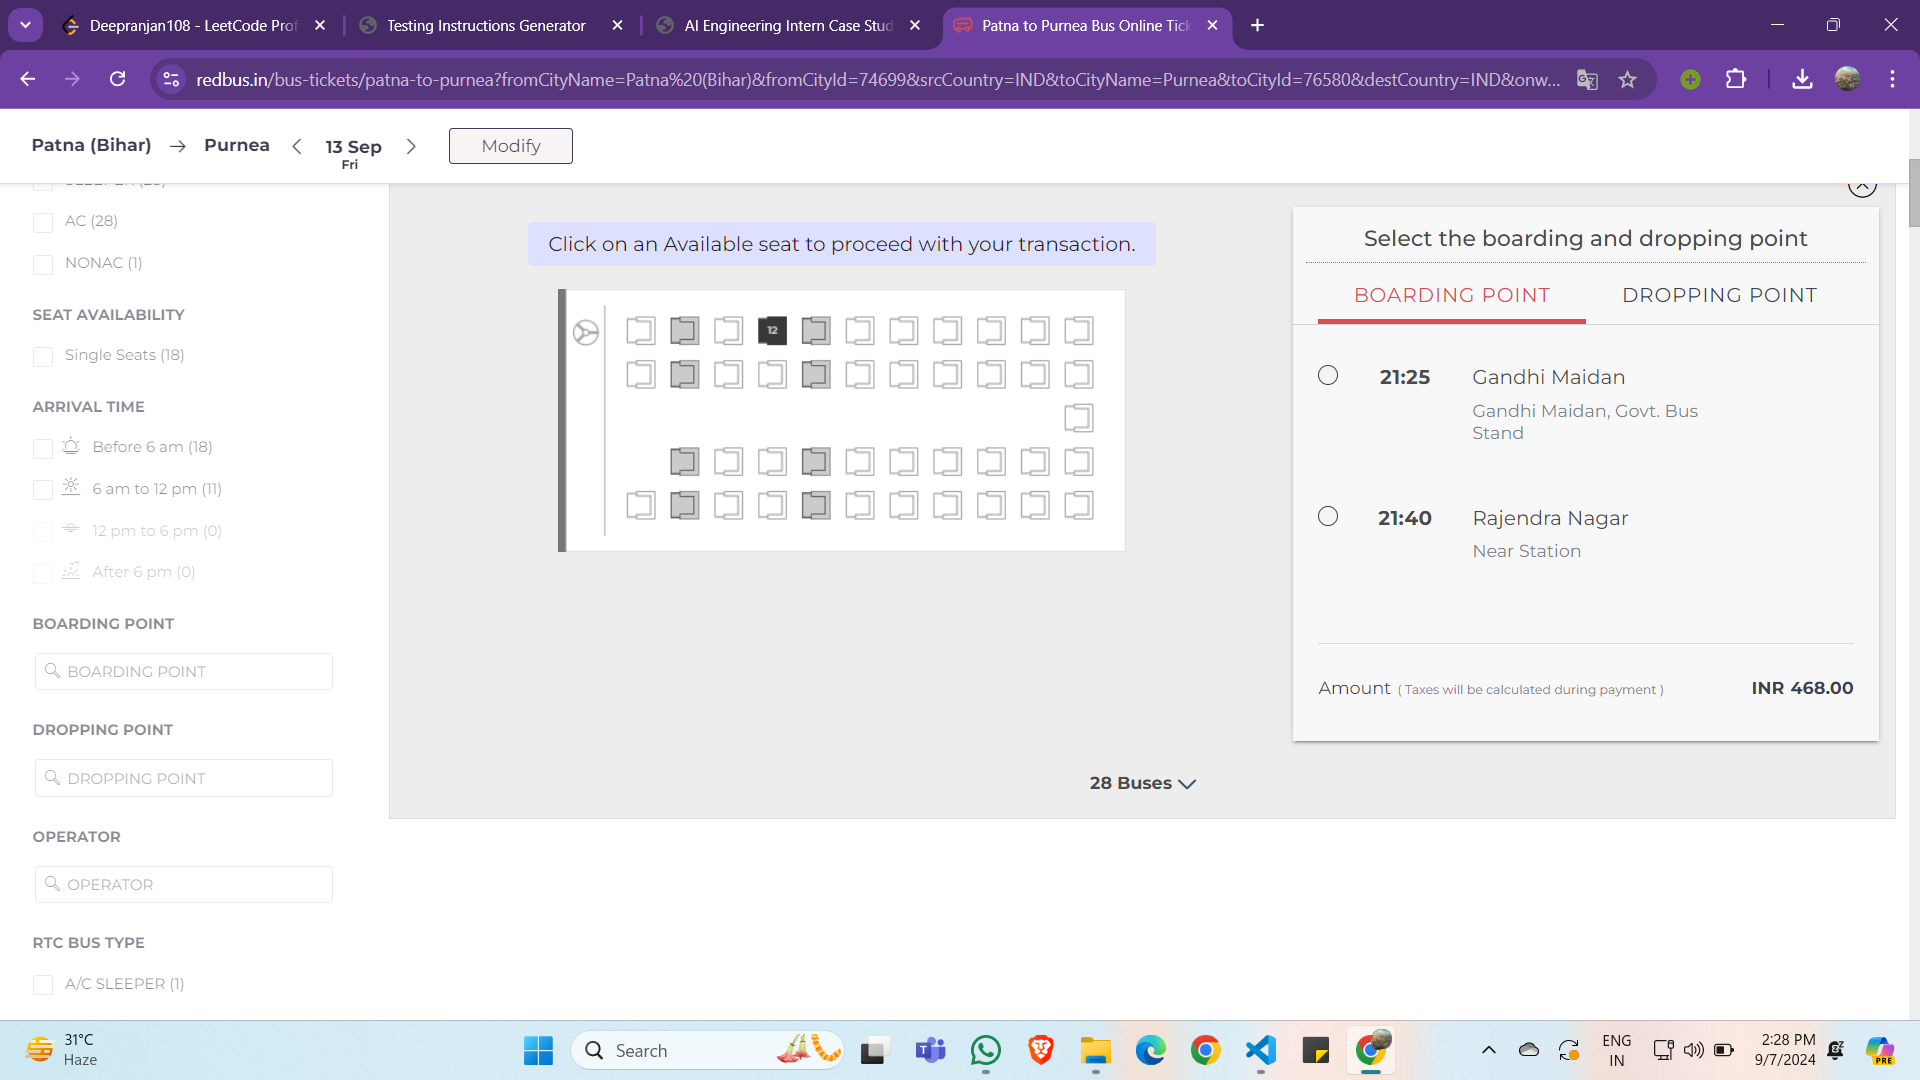 Deepranjan108 - LeetCode Prof
Testing Instructions Generator
AI Engineering Intern Case Stud
Patna to Purnea Bus Online Tick
redbus.in/bus-tickets/patna-to-purnea?fromCityName=Patna%20(Bihar)&fromCityId=74699&srcCountry=IND&toCityName=Purnea&toCityId=76580&destCountry=IND&onw...
Patna (Bihar) → Purnea < 13 Sep >
Fri
Modify
SLEEPER (28)
AC (28)
NONAC (1)
SEAT AVAILABILITY
Single Seats (18)
ARRIVAL TIME
Before 6 am (18)
6 am to 12 pm (11)
12 pm to 6 pm (0)
After 6 pm (0)
BOARDING POINT
BOARDING POINT
DROPPING POINT
DROPPING POINT
OPERATOR
OPERATOR
RTC BUS TYPE
A/C SLEEPER (1)
Click on an Available seat to proceed with your transaction.
12
28 Buses
Select the boarding and dropping point
BOARDING POINT
DROPPING POINT
21:25 Gandhi Maidan
Gandhi Maidan, Govt. Bus
Stand
21:40 Rajendra Nagar
Near Station
Amount ( Taxes will be calculated during payment ) INR 468.00
31°C
Haze
Search
ENG
IN
2:28 PM
9/7/2024
PRE